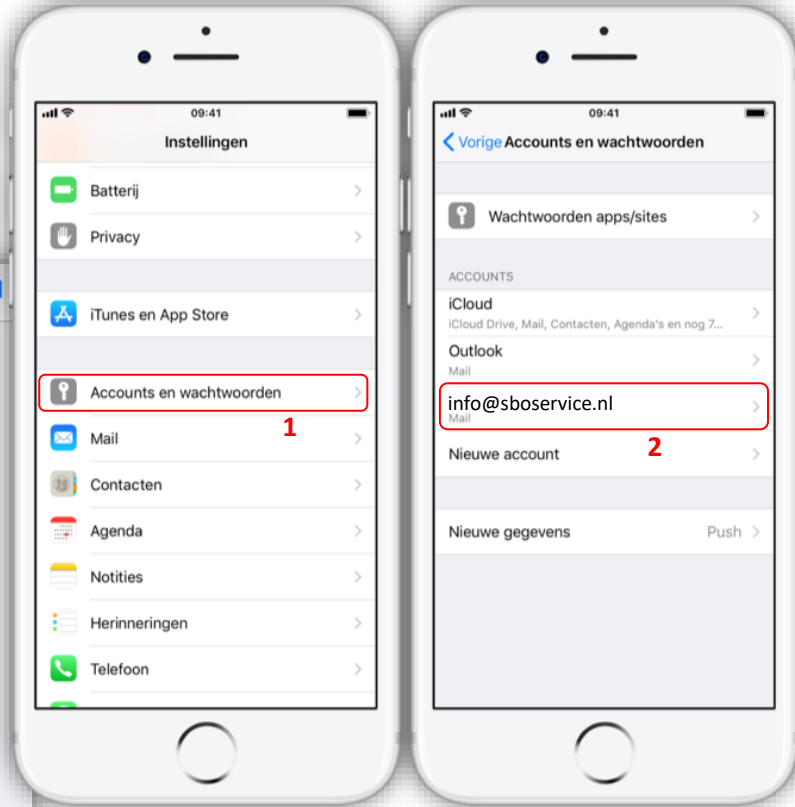 09:41
Instellingen
Batterij
Privacy
iTunes en App Store
Accounts en wachtwoorden
1
Mail
Contacten
Agenda
Notities
Herinneringen
Telefoon
09:41
Vorige Accounts en wachtwoorden
Wachtwoorden apps/sites
ACCOUNTS
iCloud
iCloud Drive, Mail, Contacten, Agenda's en nog 7...
Outlook
Mail
info@sboservice.nl
Mail
2
Nieuwe account
Nieuwe gegevens Push